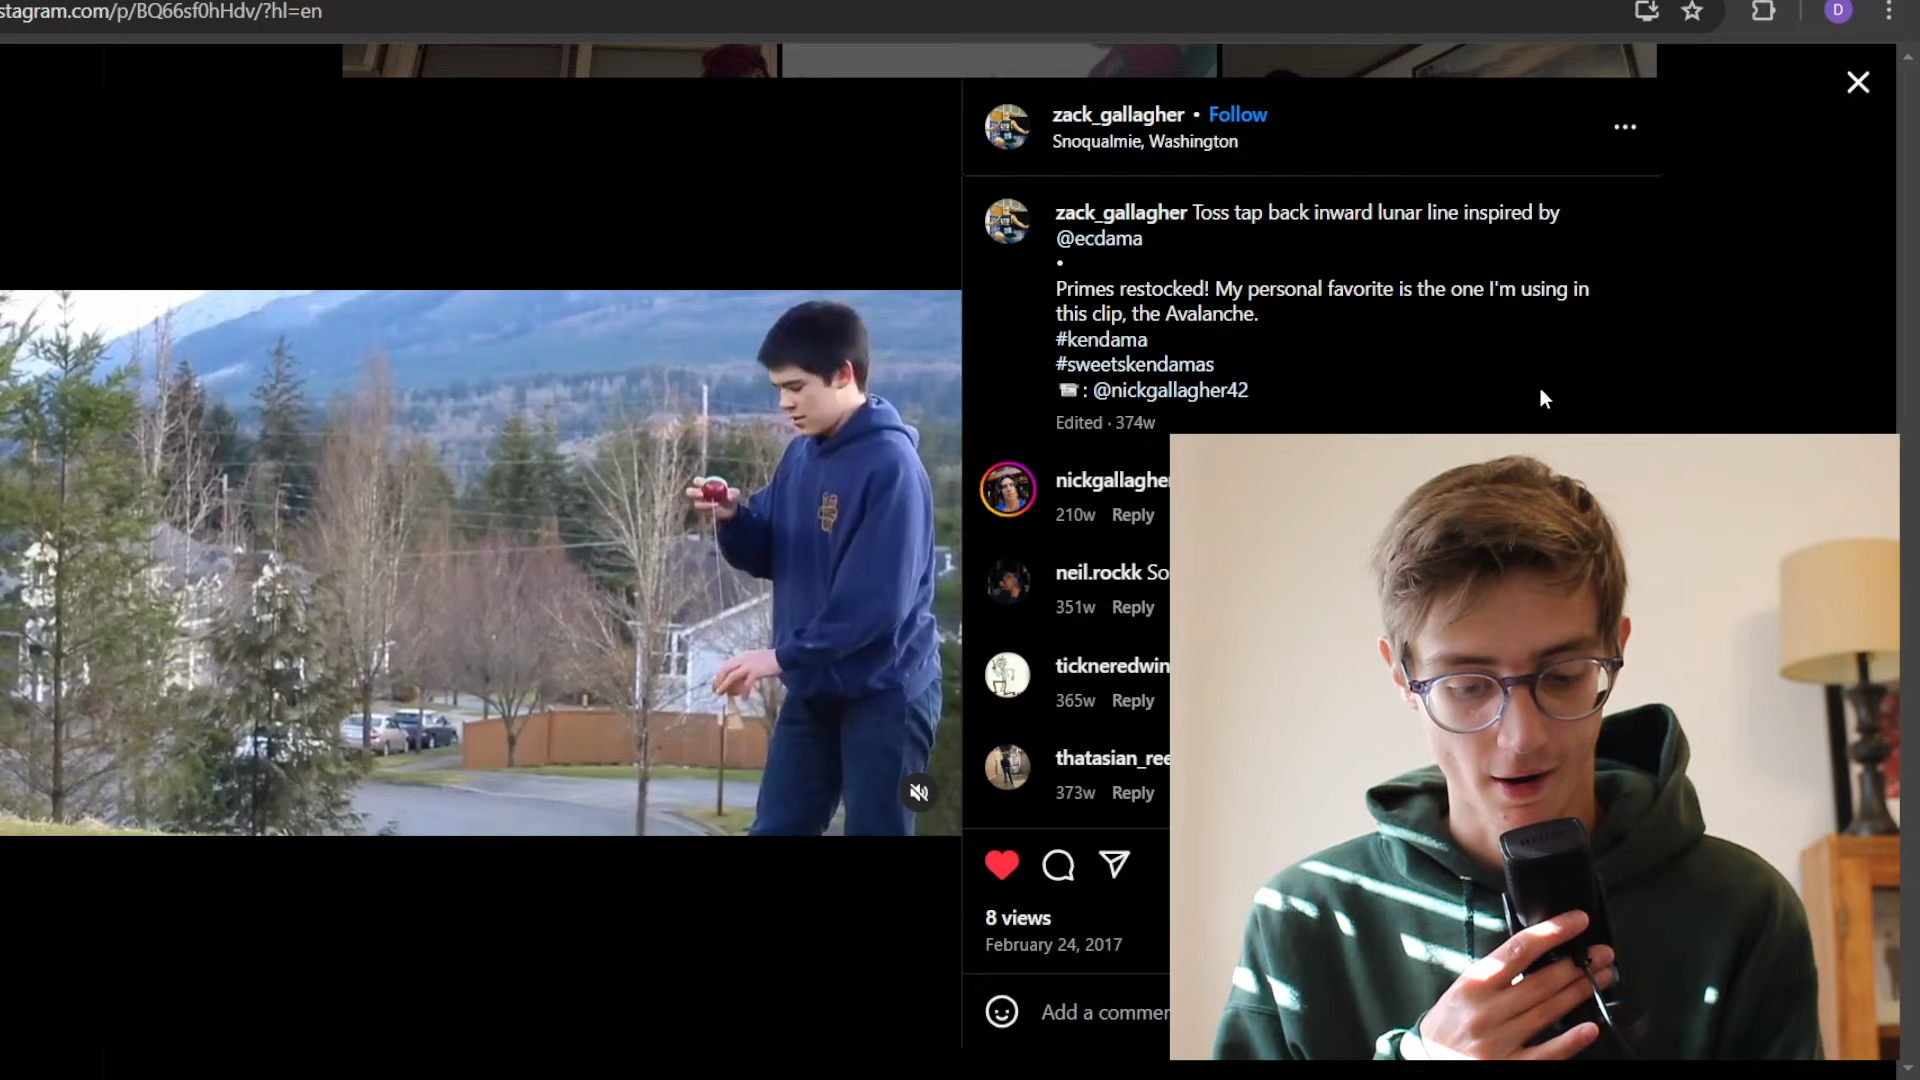 stagram.com/p/BQ66sf0hHdv/?hl=en
D
zack_gallagher • Follow
Snoqualmie, Washington
zack_gallagher Toss tap back inward lunar line inspired by
@ecdama
•
Primes restocked! My personal favorite is the one I'm using in
this clip, the Avalanche.
#kendama
#sweetskendamas
: @nickgallagher42
Edited · 374w
nickgallagher
210w Reply
neil.rockk So
351w Reply
tickneredwin
365w Reply
thatasian_ree
373w Reply
8 views
February 24, 2017
Add a commen